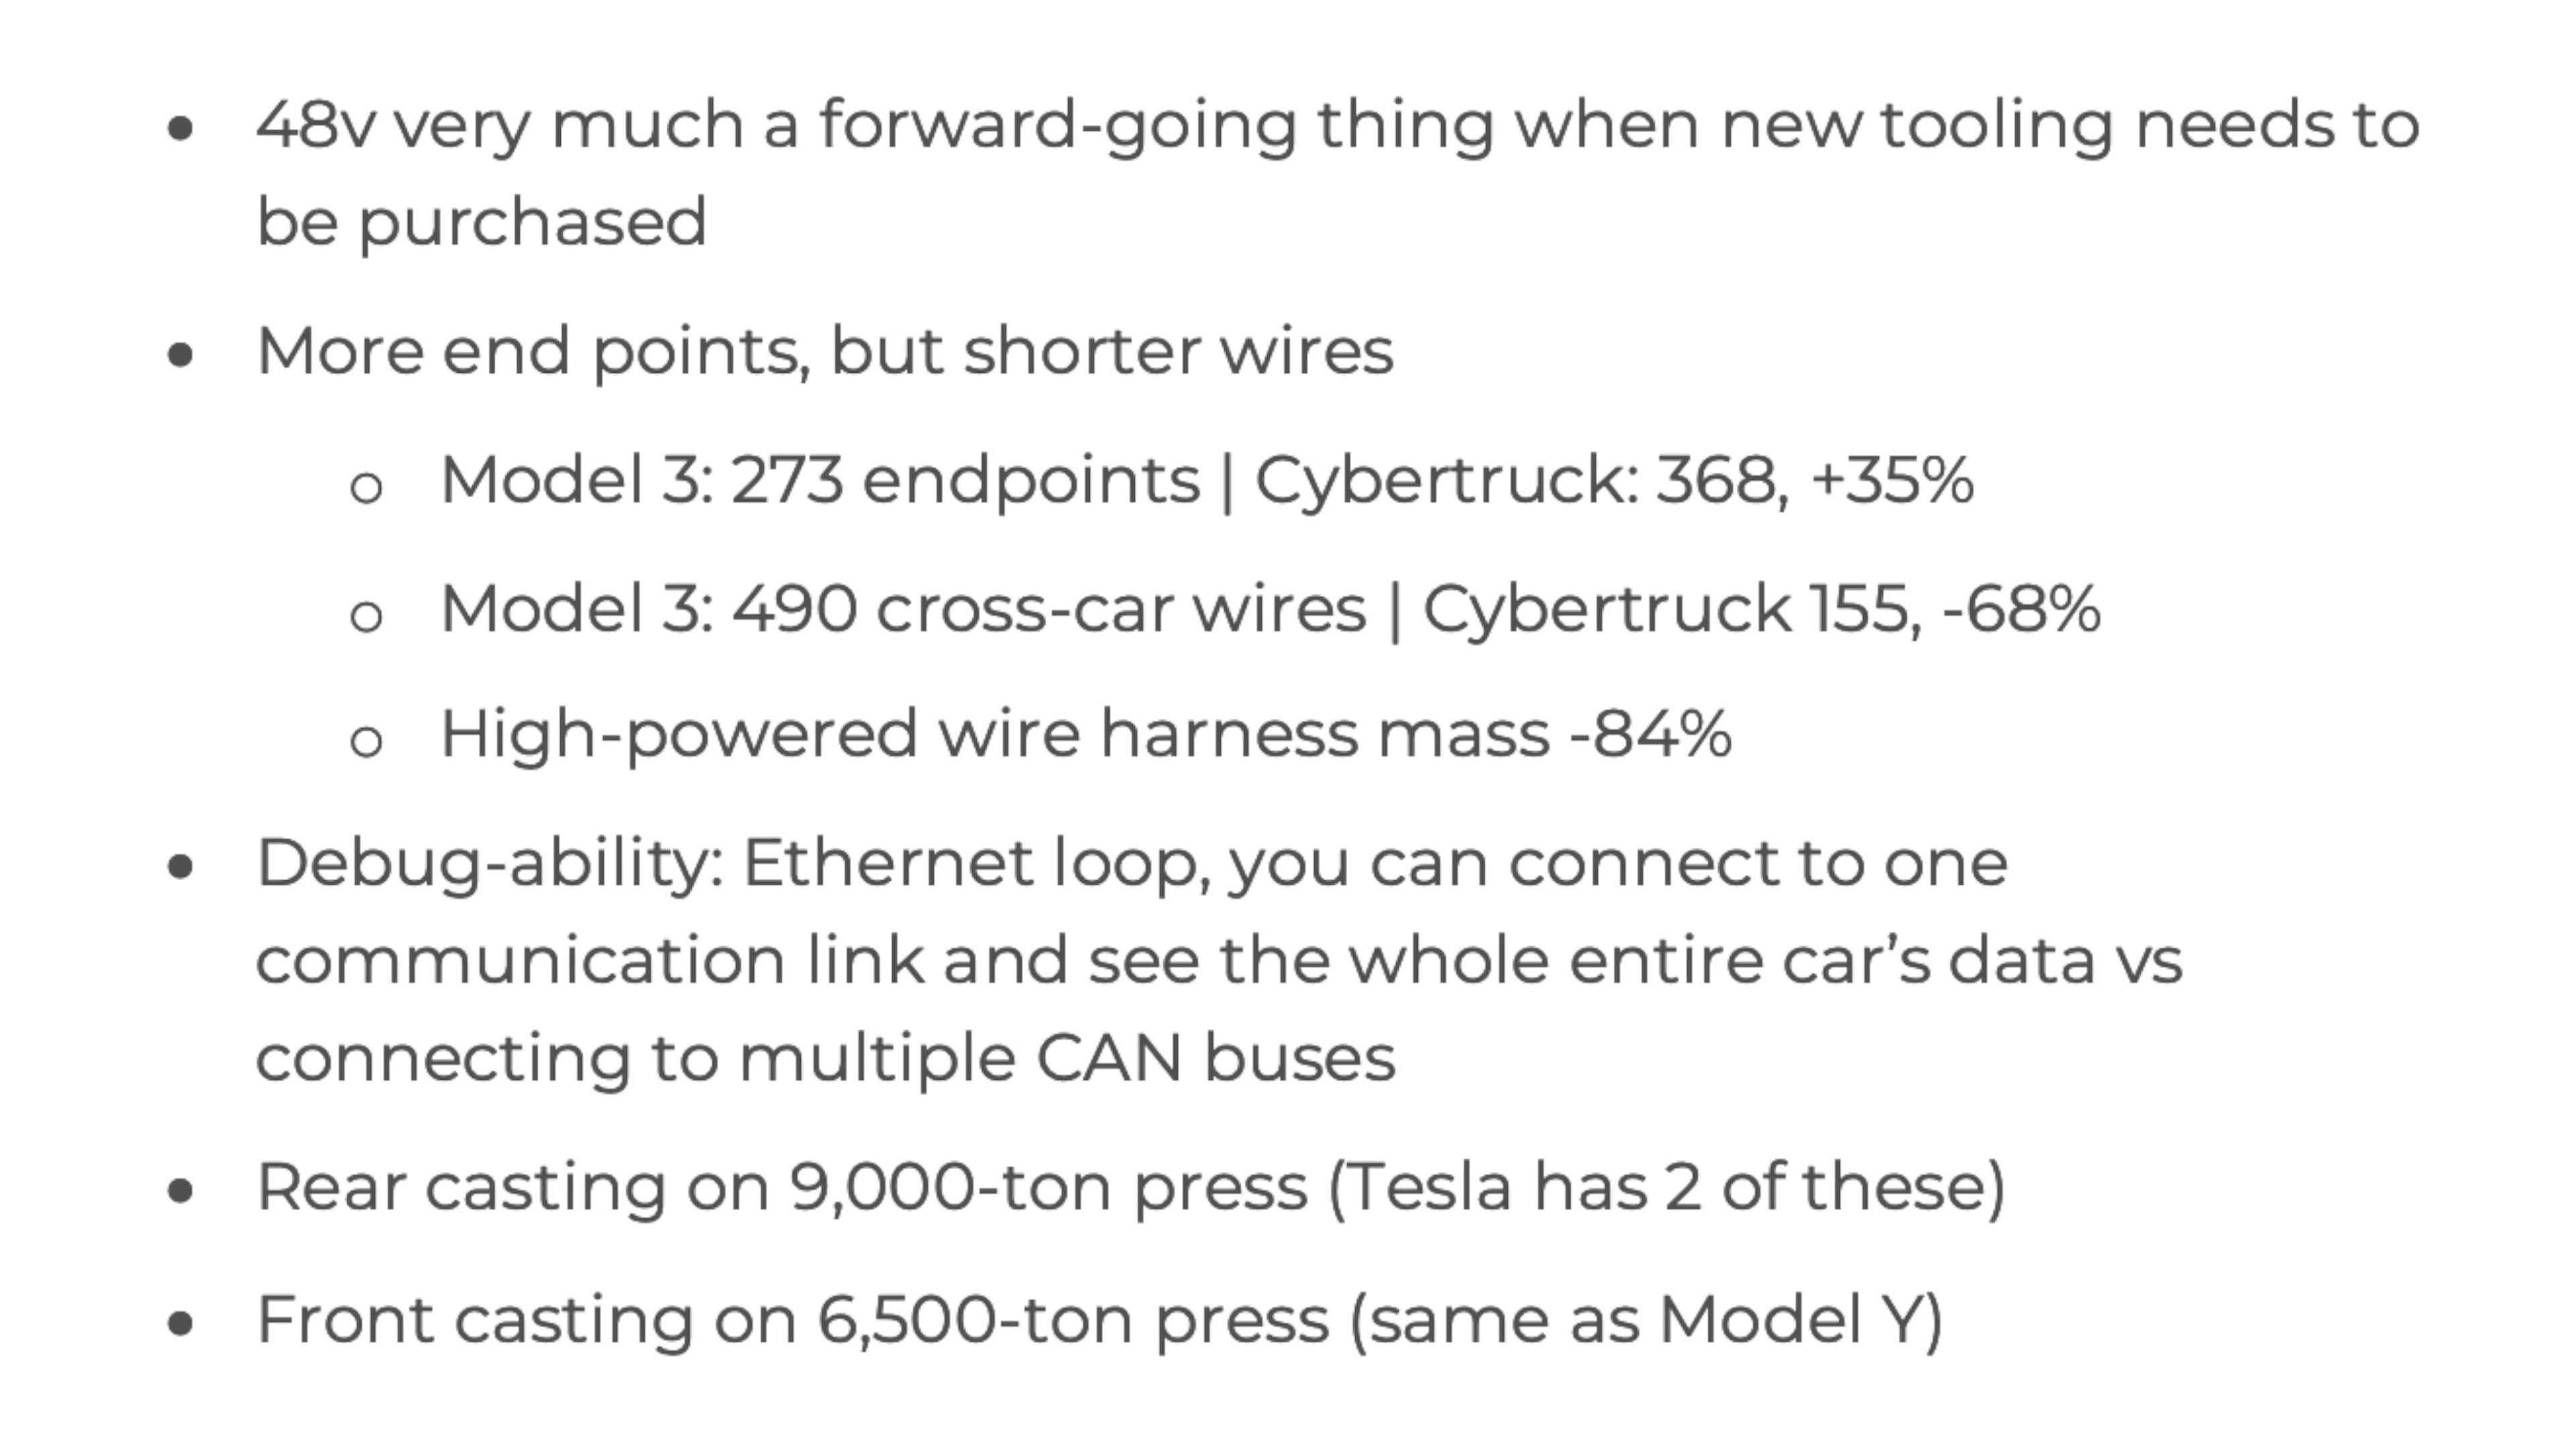 • 48v very much a forward-going thing when new tooling needs to
be purchased
• More end points, but shorter wires
○ Model 3: 273 endpoints | Cybertruck: 368, +35%
○ Model 3: 490 cross-car wires | Cybertruck 155, -68%
○ High-powered wire harness mass -84%
• Debug-ability: Ethernet loop, you can connect to one
communication link and see the whole entire car’s data vs
connecting to multiple CAN buses
• Rear casting on 9,000-ton press (Tesla has 2 of these)
• Front casting on 6,500-ton press (same as Model Y)